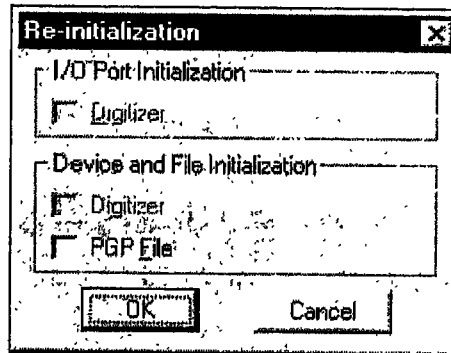 Re-initialization
I/O Port Initialization
Digitizer
Device and File Initialization
Digitizer
PGP File
OK
Cancel